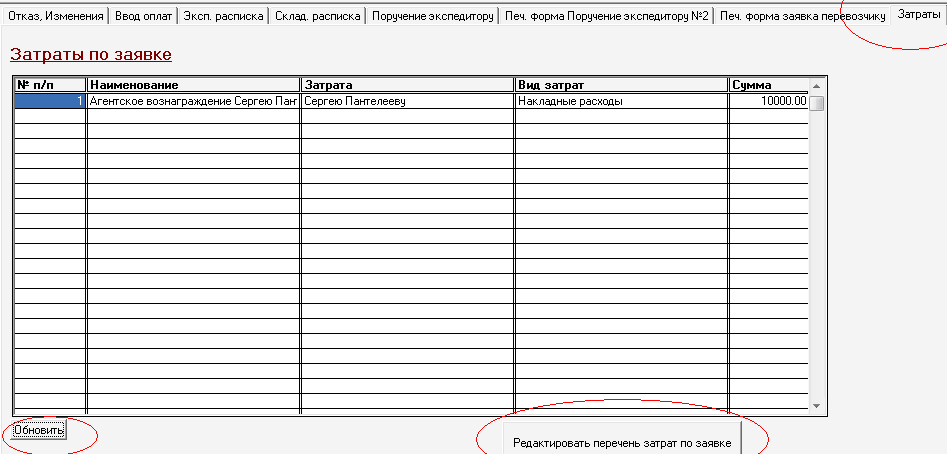 Отказ, Изменения Ввод оплат Эксп. расписка Склад. расписка Поручение экспедитору Печ. форма Поручение экспедитору №2 Печ. форма заявка перевозчику Затраты
Затраты по заявке
№ п/п Наименование Затрата Вид затрат Сумма
1 Агентское вознаграждение Сергею Пант Сергею Пантелееву Накладные расходы 10000.00
Обновить
Редактировать перечень затрат по заявке